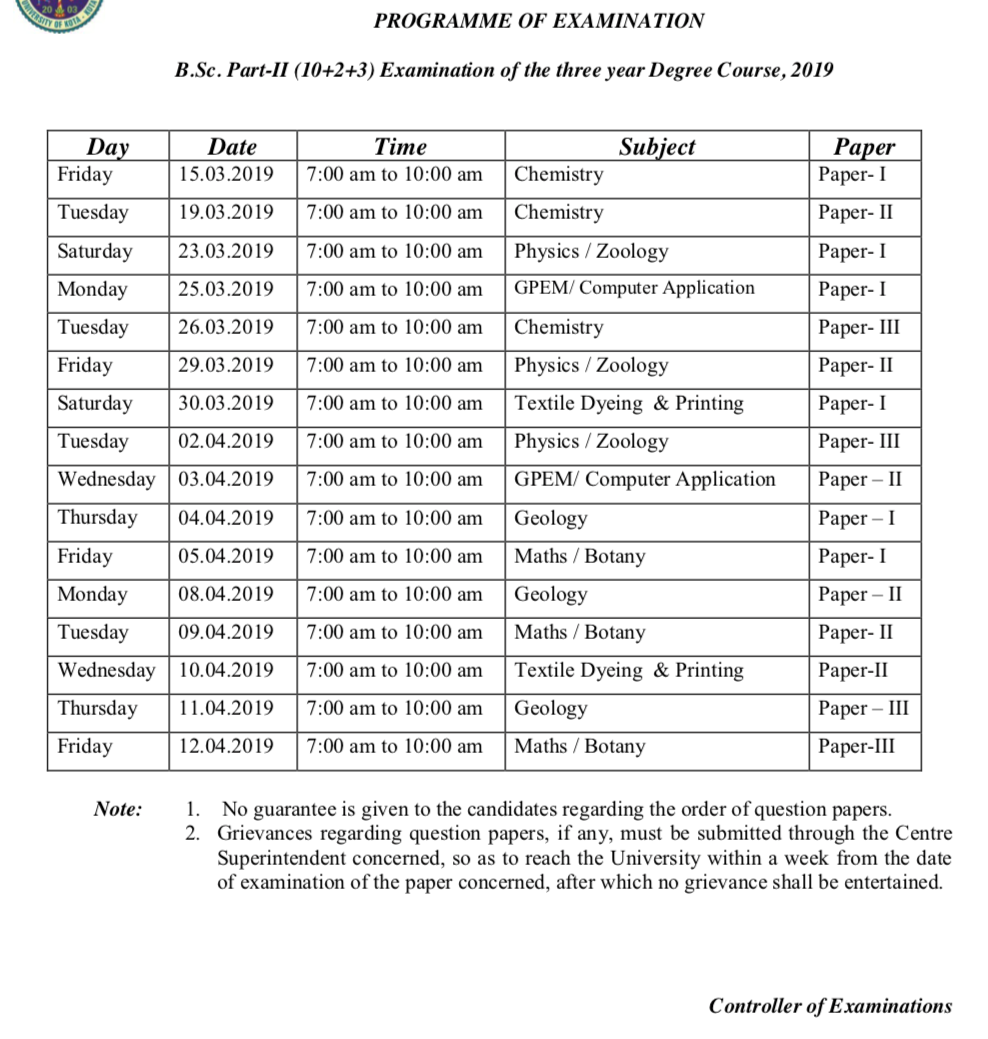 20 03
UNIVERSITY OF KOTA - KOTA
PROGRAMME OF EXAMINATION
B.Sc. Part-II (10+2+3) Examination of the three year Degree Course, 2019
Day Date Time Subject Paper
Friday 15.03.2019 7:00 am to 10:00 am Chemistry Paper- I
Tuesday 19.03.2019 7:00 am to 10:00 am Chemistry Paper- II
Saturday 23.03.2019 7:00 am to 10:00 am Physics / Zoology Paper- I
Monday 25.03.2019 7:00 am to 10:00 am GPEM/ Computer Application Paper- I
Tuesday 26.03.2019 7:00 am to 10:00 am Chemistry Paper- III
Friday 29.03.2019 7:00 am to 10:00 am Physics / Zoology Paper- II
Saturday 30.03.2019 7:00 am to 10:00 am Textile Dyeing & Printing Paper- I
Tuesday 02.04.2019 7:00 am to 10:00 am Physics / Zoology Paper- III
Wednesday 03.04.2019 7:00 am to 10:00 am GPEM/ Computer Application Paper – II
Thursday 04.04.2019 7:00 am to 10:00 am Geology Paper – I
Friday 05.04.2019 7:00 am to 10:00 am Maths / Botany Paper- I
Monday 08.04.2019 7:00 am to 10:00 am Geology Paper – II
Tuesday 09.04.2019 7:00 am to 10:00 am Maths / Botany Paper- II
Wednesday 10.04.2019 7:00 am to 10:00 am Textile Dyeing & Printing Paper-II
Thursday 11.04.2019 7:00 am to 10:00 am Geology Paper – III
Friday 12.04.2019 7:00 am to 10:00 am Maths / Botany Paper-III
Note: 1. No guarantee is given to the candidates regarding the order of question papers.
2. Grievances regarding question papers, if any, must be submitted through the Centre
Superintendent concerned, so as to reach the University within a week from the date
of examination of the paper concerned, after which no grievance shall be entertained.
Controller of Examinations